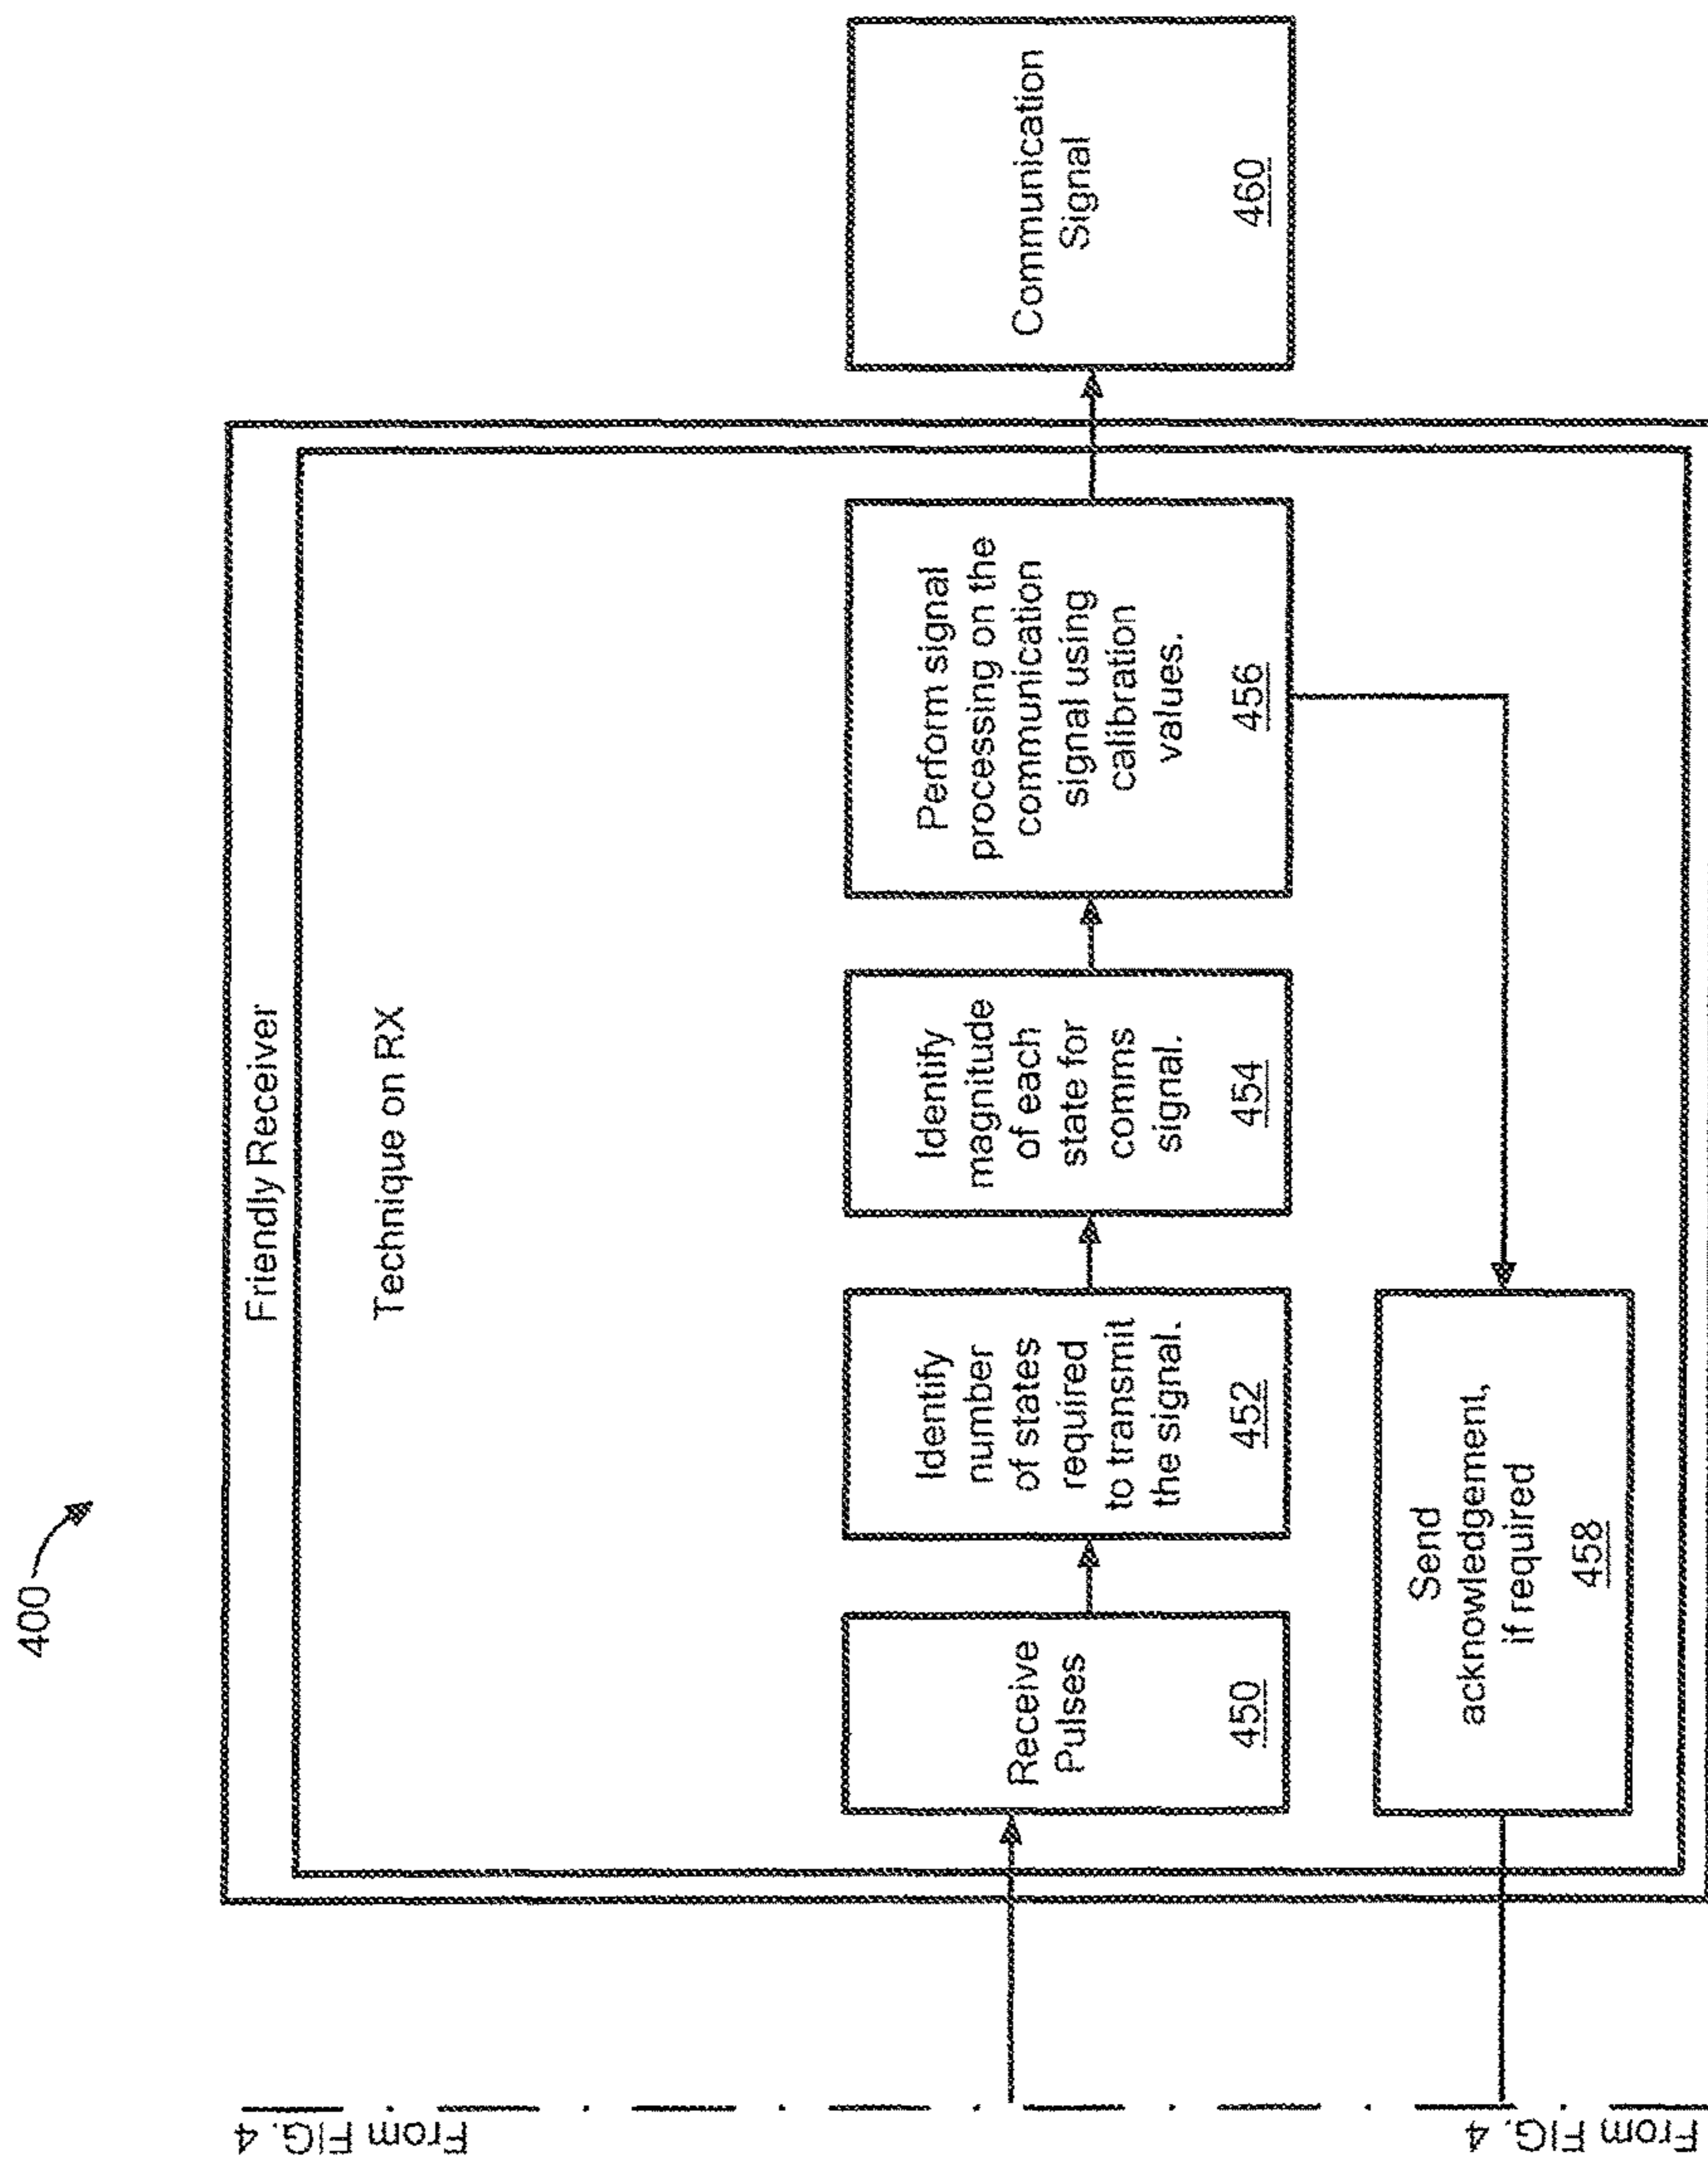 400
Friendly Receiver
Technique on RX
Receive
Pulses
450
Identify
number
of states
required
to transmit
the signal.
452
Identify
magnitude
of each
state for
comms
signal.
454
Perform signal
processing on the
communication
signal using
calibration
values.
456
Communication
Signal
460
Send
acknowledgement,
if required
458
From FIG. 4
From FIG. 4